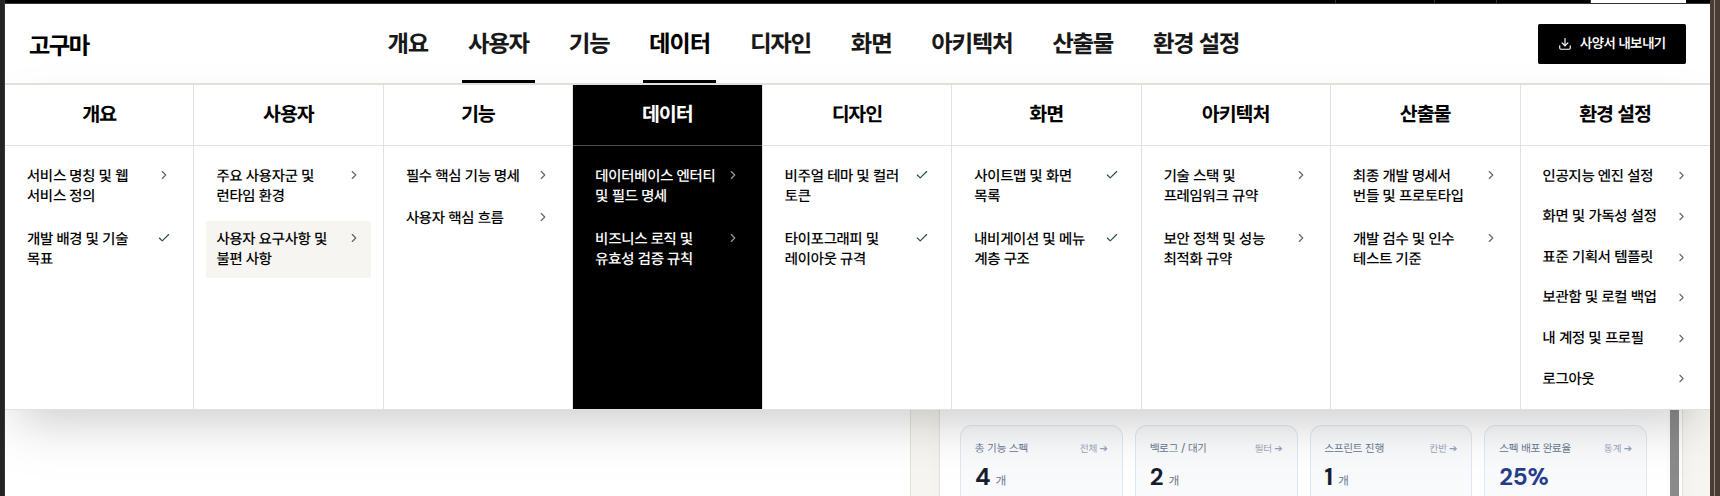 고구마
개요 사용자 기능 데이터 디자인 화면 아키텍처 산출물 환경 설정
사양서 내보내기
개요 사용자 기능 데이터 디자인 화면 아키텍처 산출물 환경 설정
서비스 명칭 및 웹
서비스 정의
개발 배경 및 기술
목표
주요 사용자군 및
런타임 환경
사용자 요구사항 및
불편 사항
필수 핵심 기능 명세
사용자 핵심 흐름
데이터베이스 엔터티
및 필드 명세
비즈니스 로직 및
유효성 검증 규칙
비주얼 테마 및 컬러
토큰
타이포그래피 및
레이아웃 규격
사이트맵 및 화면
목록
내비게이션 및 메뉴
계층 구조
기술 스택 및
프레임워크 규약
보안 정책 및 성능
최적화 규약
최종 개발 명세서
번들 및 프로토타입
개발 검수 및 인수
테스트 기준
인공지능 엔진 설정
화면 및 가독성 설정
표준 기획서 템플릿
보관함 및 로컬 백업
내 계정 및 프로필
로그아웃
총 기능 스펙 전체 →
4 개
백로그 / 대기 필터 →
2 개
스프린트 진행 칸반 →
1 개
스펙 배포 완료율 통계 →
25%